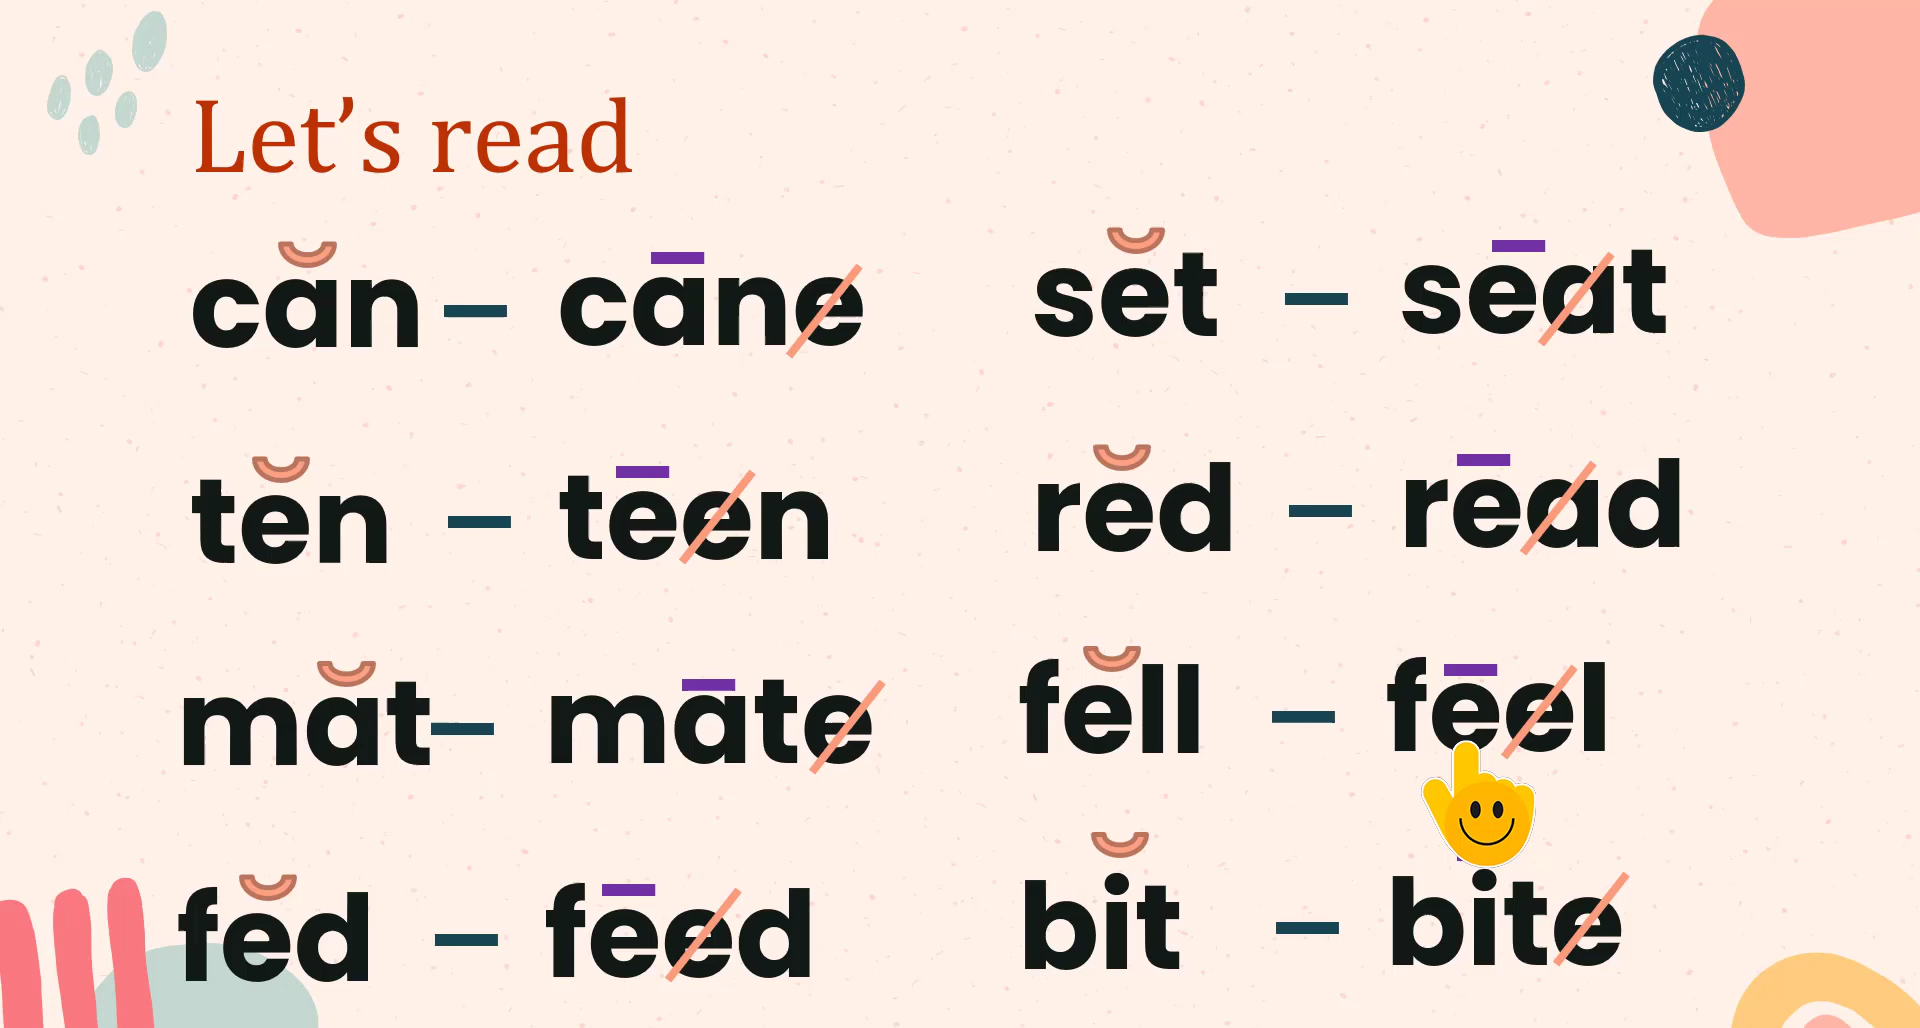 Let's read
can – cane
ten – teen
mat – mate
fed – feed
set – seat
red – read
fell – feel
bit – bite